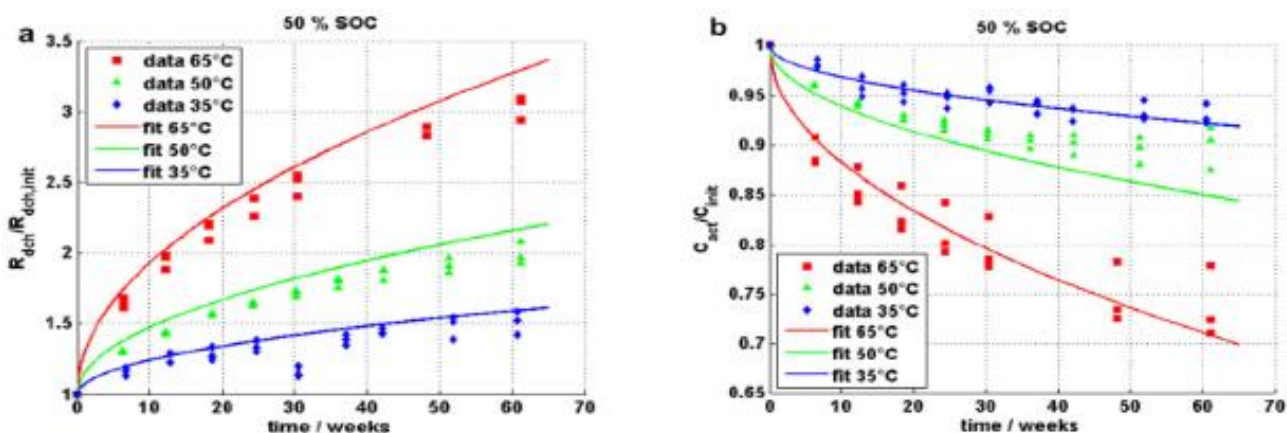 a
50 % SOC
3.5
3
2.5
2
1.5
1
R_dch/R_dch,init
data 65°C
data 50°C
data 35°C
fit 65°C
fit 50°C
fit 35°C
0 10 20 30 40 50 60 70
time / weeks
b
50 % SOC
1
0.95
0.9
0.85
0.8
0.75
0.7
0.65
C_act/C_init
data 65°C
data 50°C
data 35°C
fit 65°C
fit 50°C
fit 35°C
0 10 20 30 40 50 60 70
time / weeks